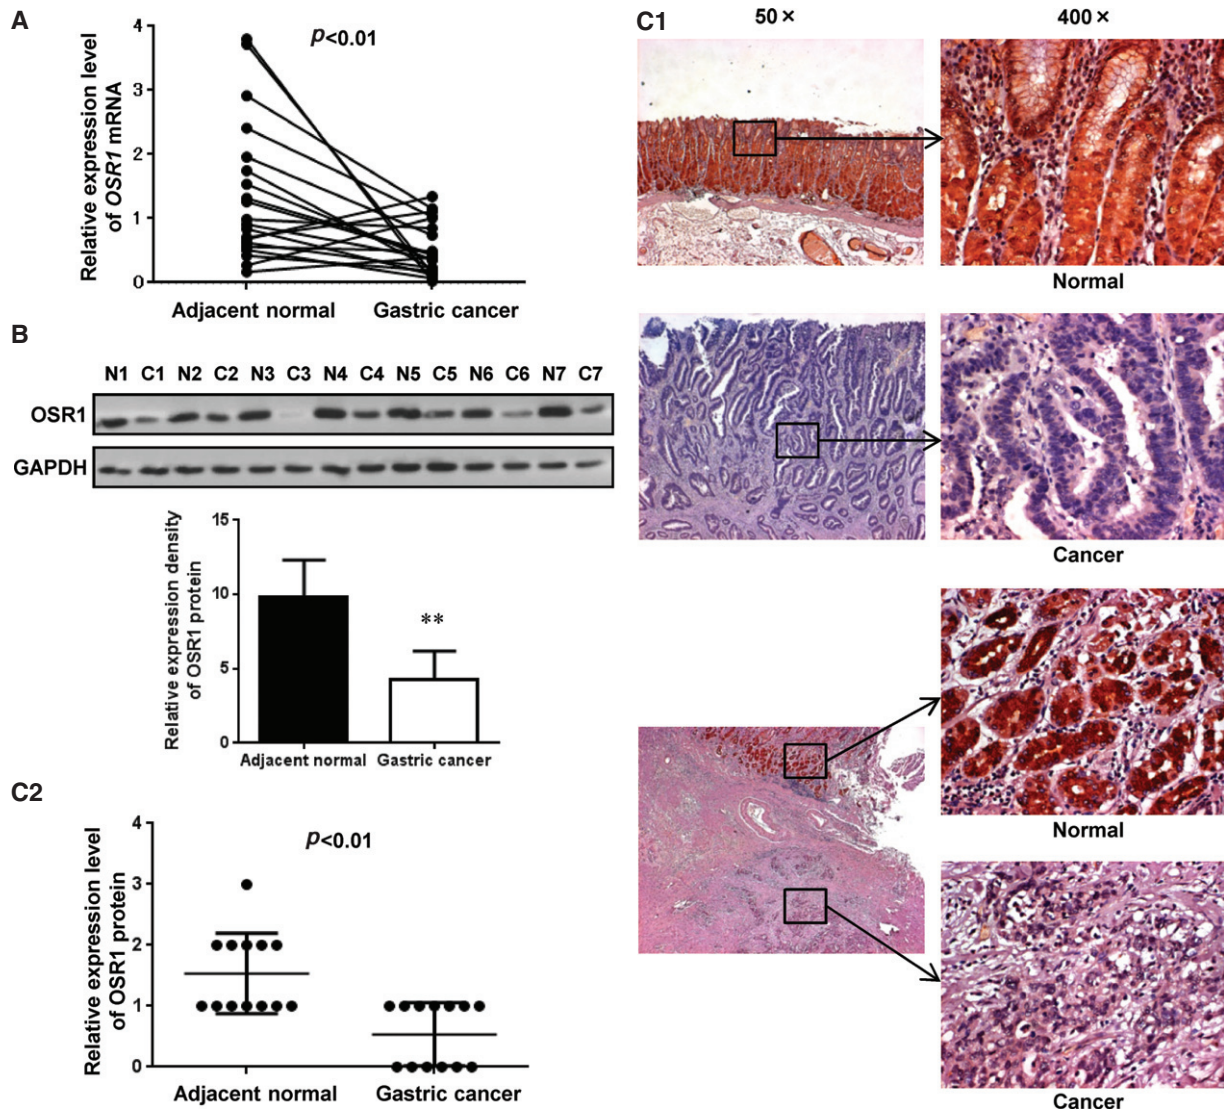 A
Relative expression level
of OSR1 mRNA
4
3
2
1
0
p<0.01
Adjacent normal
Gastric cancer
B
N1 C1 N2 C2 N3 C3 N4 C4 N5 C5 N6 C6 N7 C7
OSR1
GAPDH
Relative expression density
of OSR1 protein
15
10
5
0
**
Adjacent normal
Gastric cancer
C2
Relative expression level
of OSR1 protein
4
3
2
1
0
p<0.01
Adjacent normal
Gastric cancer
C1
50 ×
400 ×
Normal
Cancer
Normal
Cancer